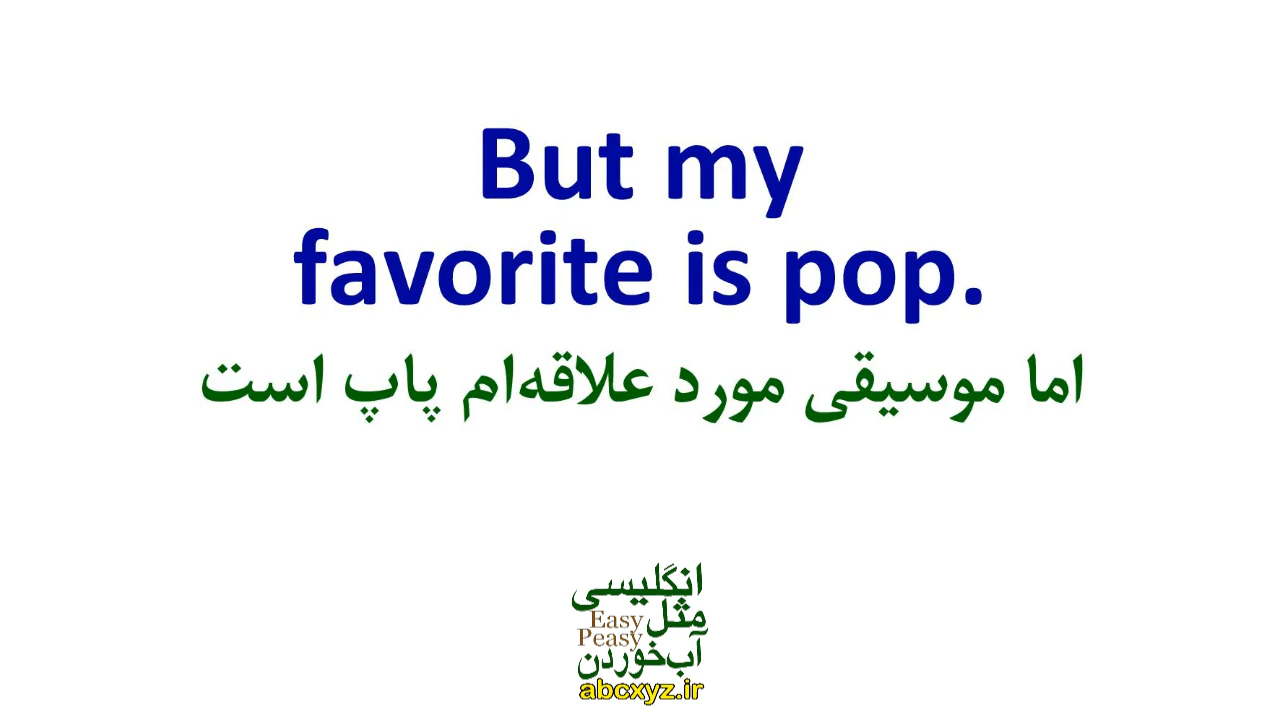 But my
favorite is pop.
اما موسیقی مورد علاقه‌ام پاپ است
انگلیسی
مثل
Easy
Peasy
آب‌خوردن
abcxyz.ir